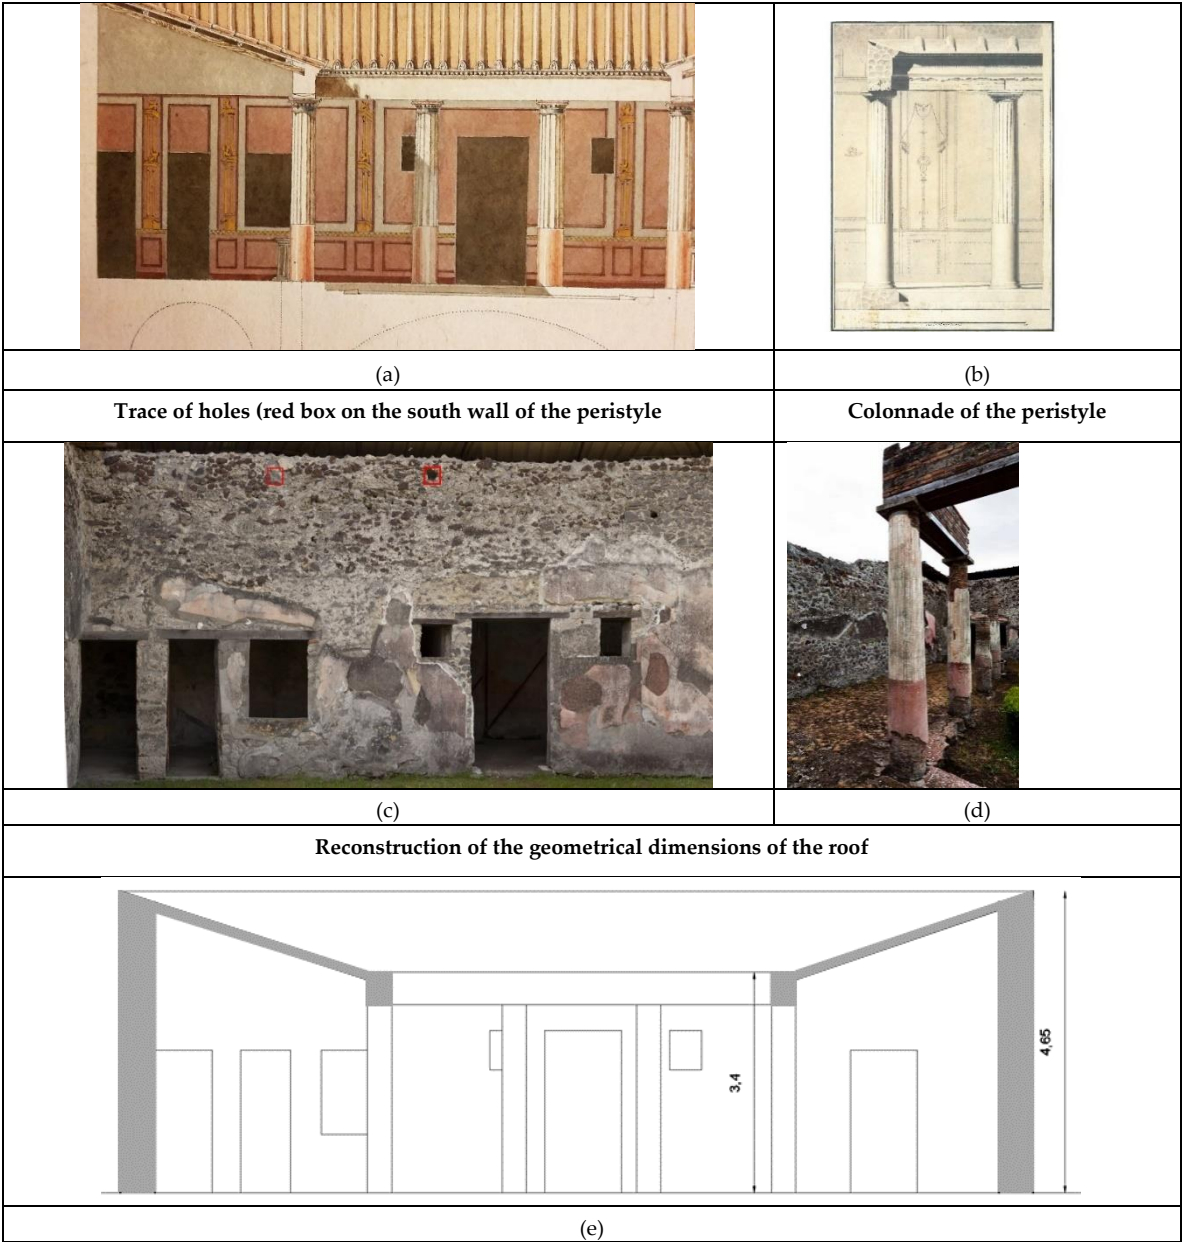 (a)
(b)
Trace of holes (red box on the south wall of the peristyle
Colonnade of the peristyle
(c)
(d)
Reconstruction of the geometrical dimensions of the roof
3,4
4,65
(e)